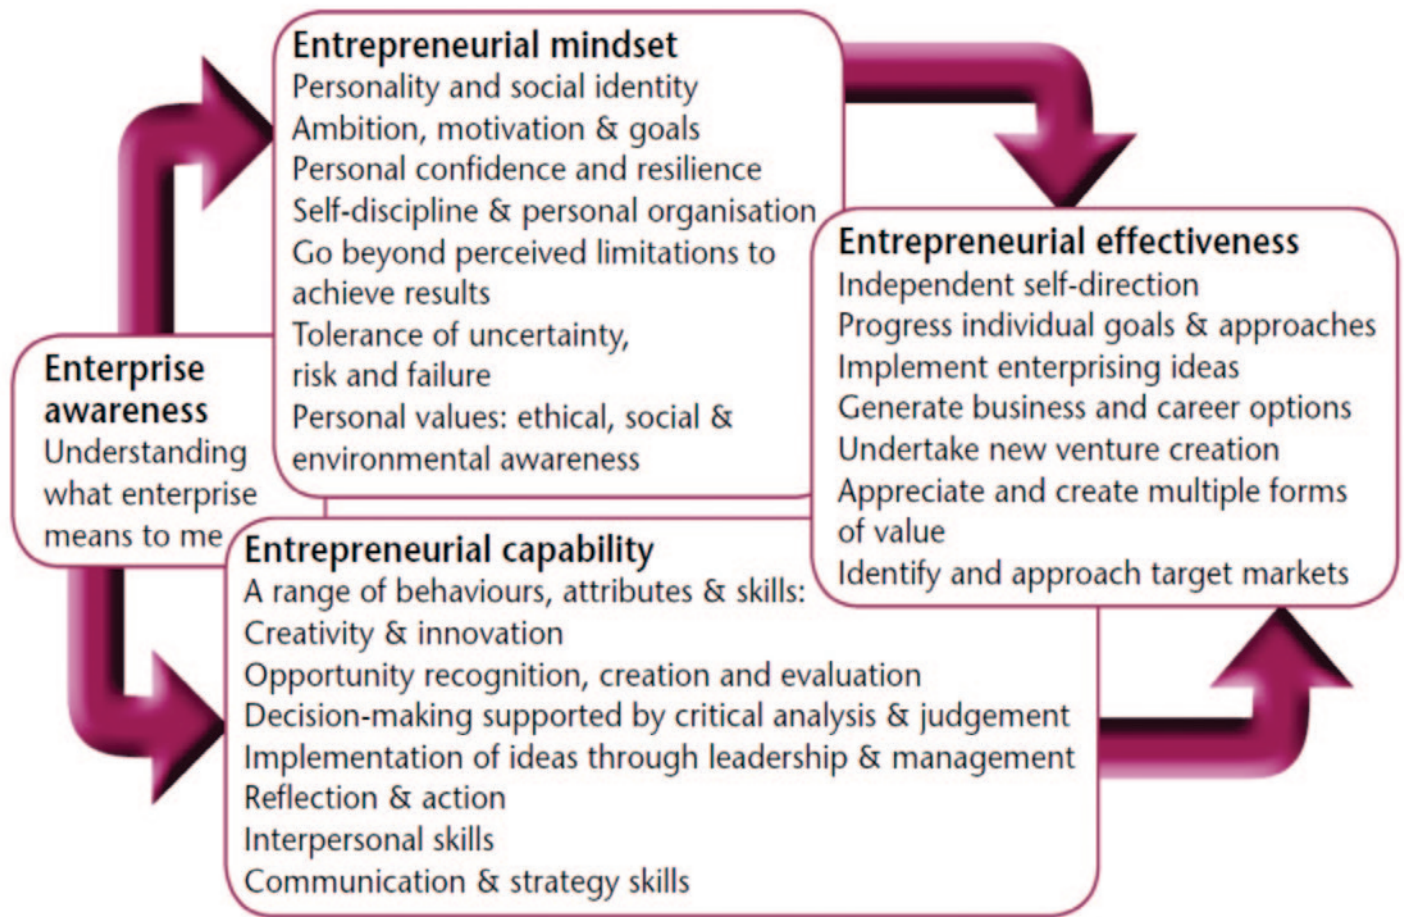 Entrepreneurial mindset
Personality and social identity
Ambition, motivation & goals
Personal confidence and resilience
Self-discipline & personal organisation
Go beyond perceived limitations to
achieve results
Tolerance of uncertainty,
risk and failure
Personal values: ethical, social &
environmental awareness
Enterprise
awareness
Understanding
what enterprise
means to me
Entrepreneurial capability
A range of behaviours, attributes & skills:
Creativity & innovation
Opportunity recognition, creation and evaluation
Decision-making supported by critical analysis & judgement
Implementation of ideas through leadership & management
Reflection & action
Interpersonal skills
Communication & strategy skills
Entrepreneurial effectiveness
Independent self-direction
Progress individual goals & approaches
Implement enterprising ideas
Generate business and career options
Undertake new venture creation
Appreciate and create multiple forms
of value
Identify and approach target markets